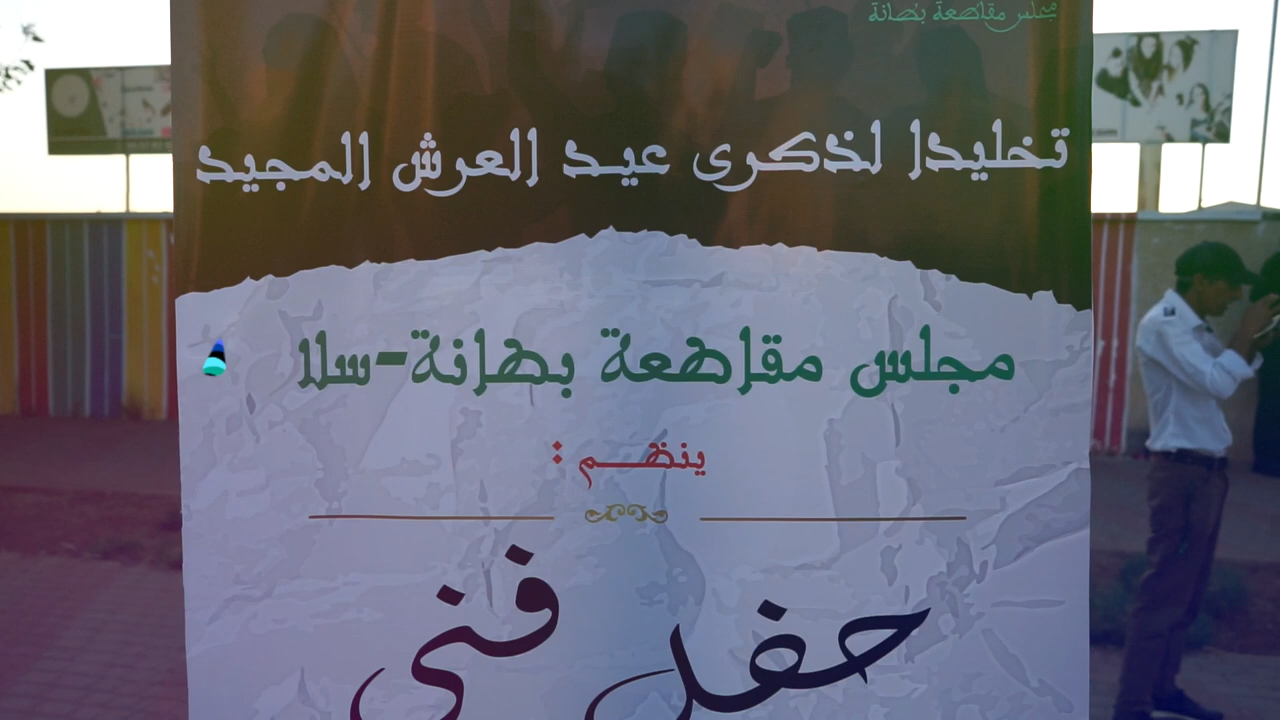 مجلس مقاطعة بطانة
تخليدا لذكرى عيد العرش المجيد
مجلس مقاطعة بطانة-سلا
ينظم :
حفل فني